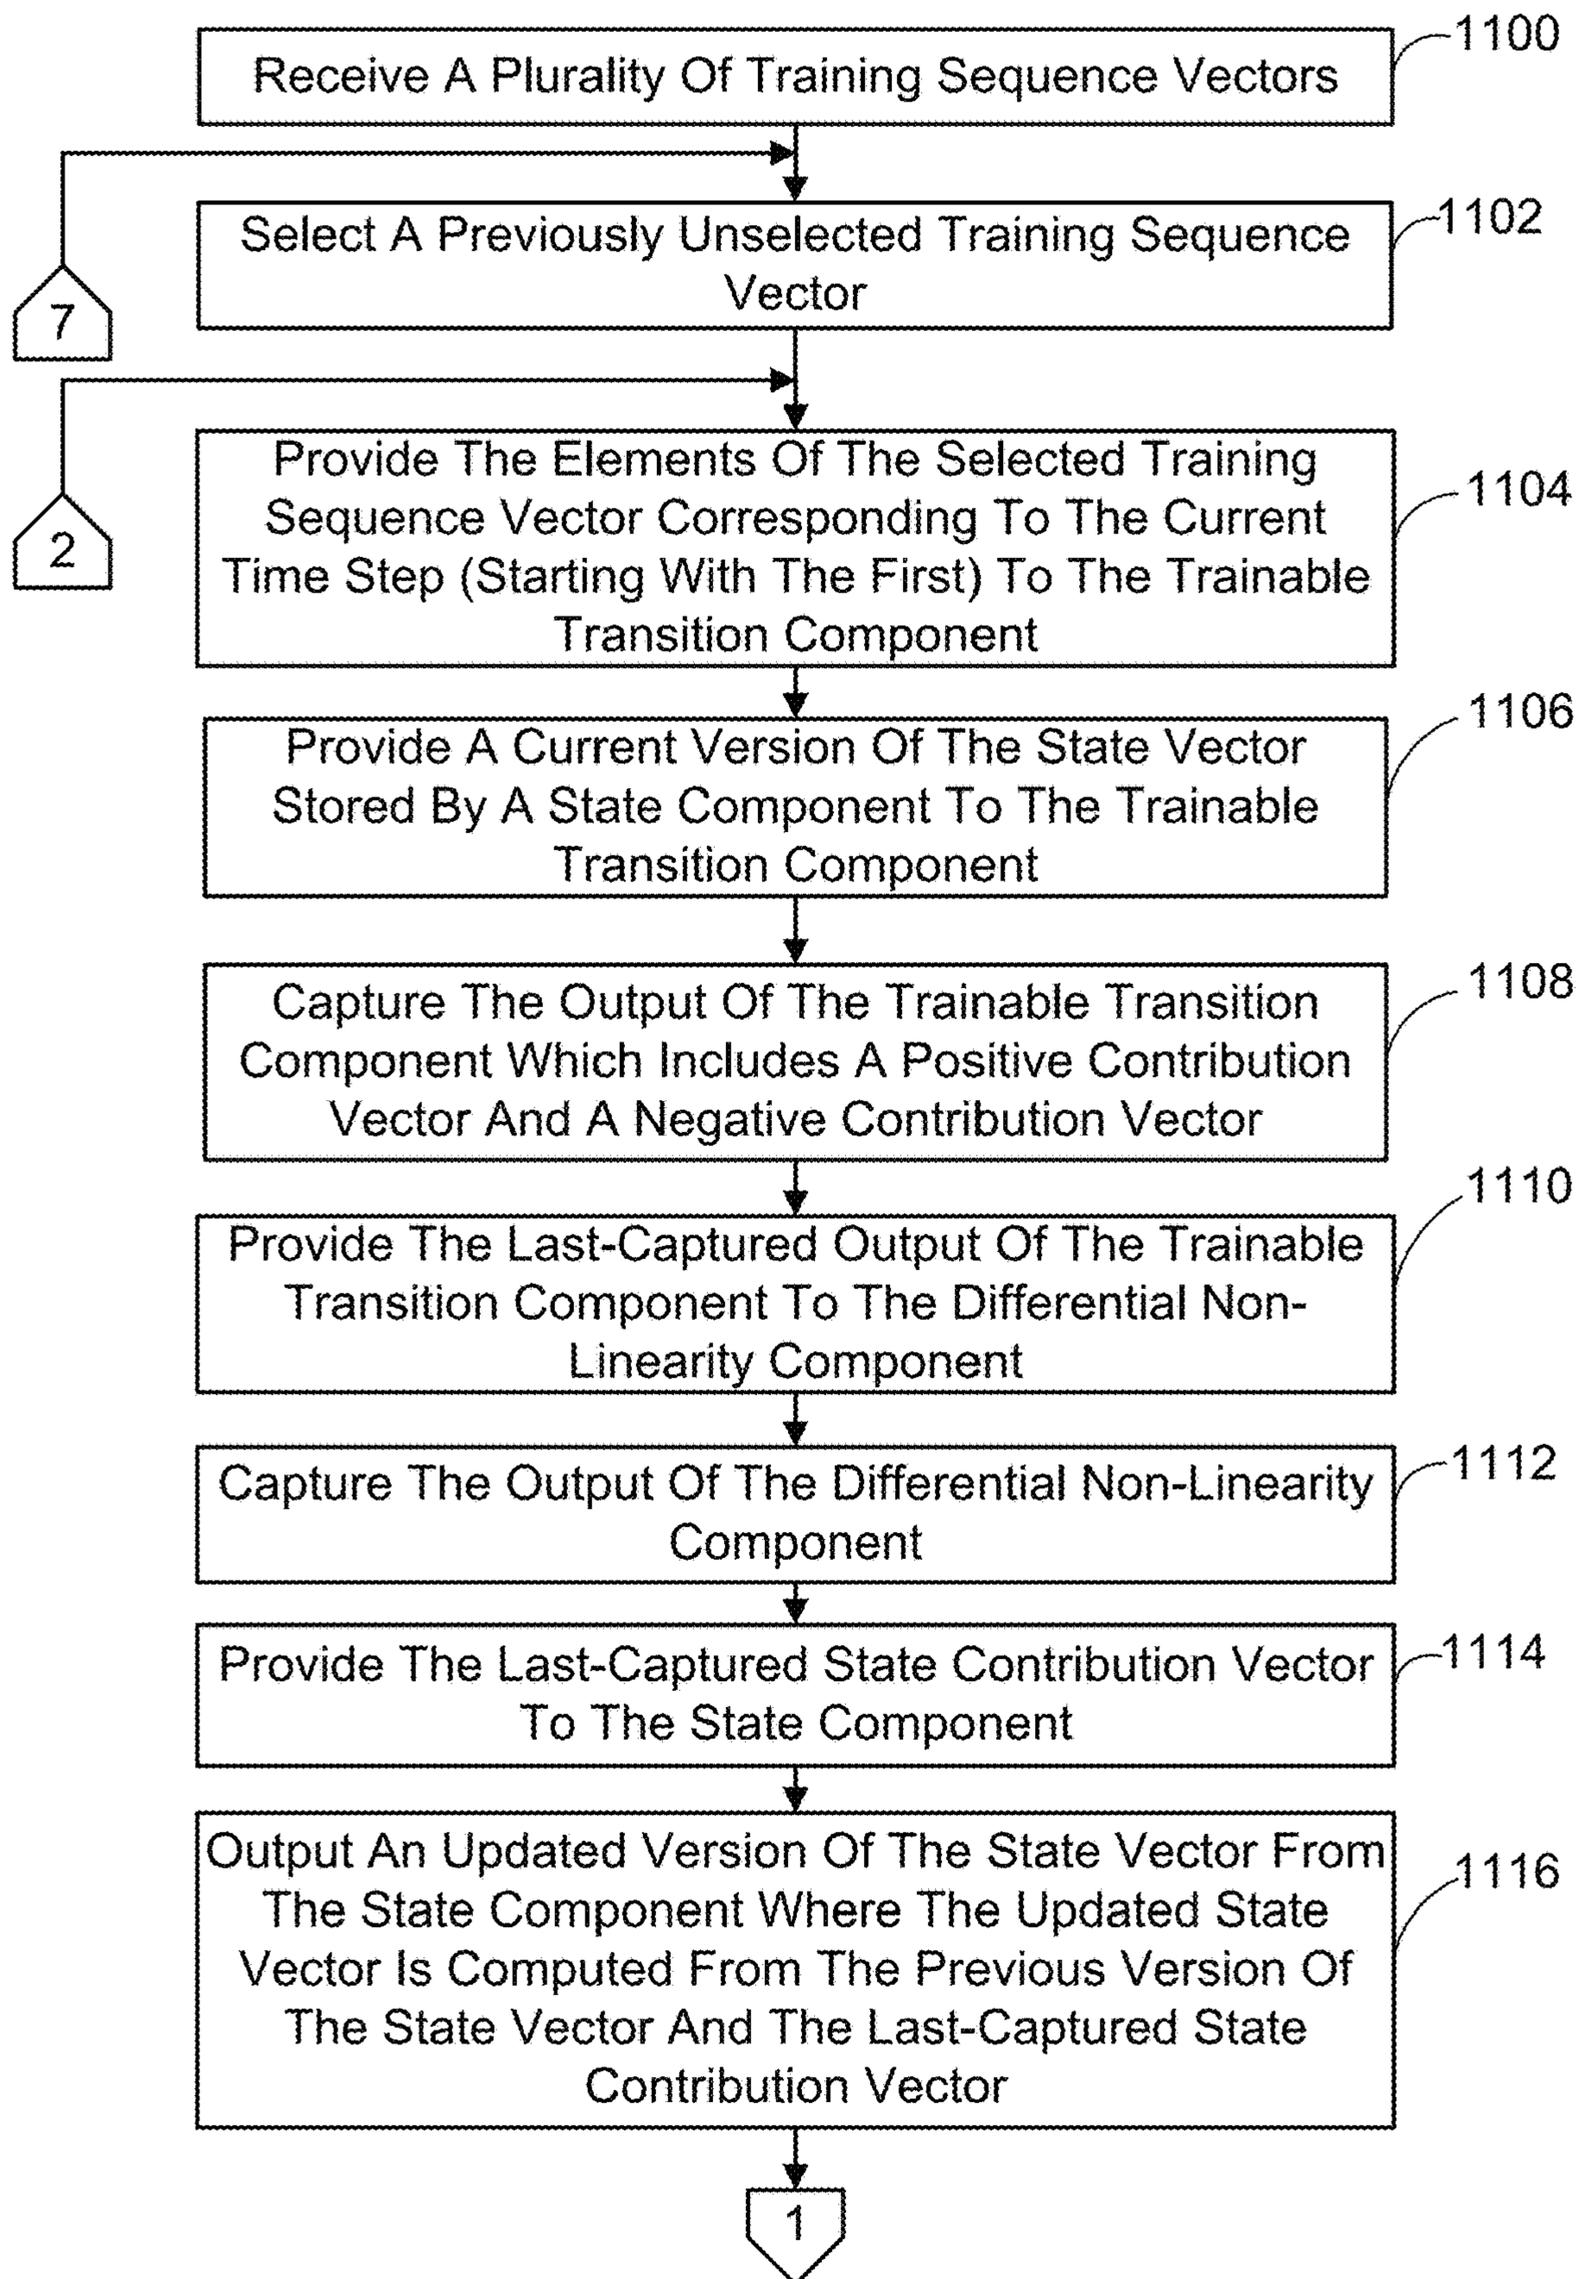 Receive A Plurality Of Training Sequence Vectors
1100
Select A Previously Unselected Training Sequence
Vector
1102
7
Provide The Elements Of The Selected Training
Sequence Vector Corresponding To The Current
Time Step (Starting With The First) To The Trainable
Transition Component
1104
2
Provide A Current Version Of The State Vector
Stored By A State Component To The Trainable
Transition Component
1106
Capture The Output Of The Trainable Transition
Component Which Includes A Positive Contribution
Vector And A Negative Contribution Vector
1108
Provide The Last-Captured Output Of The Trainable
Transition Component To The Differential Non-
Linearity Component
1110
Capture The Output Of The Differential Non-Linearity
Component
1112
Provide The Last-Captured State Contribution Vector
To The State Component
1114
Output An Updated Version Of The State Vector From
The State Component Where The Updated State
Vector Is Computed From The Previous Version Of
The State Vector And The Last-Captured State
Contribution Vector
1116
1